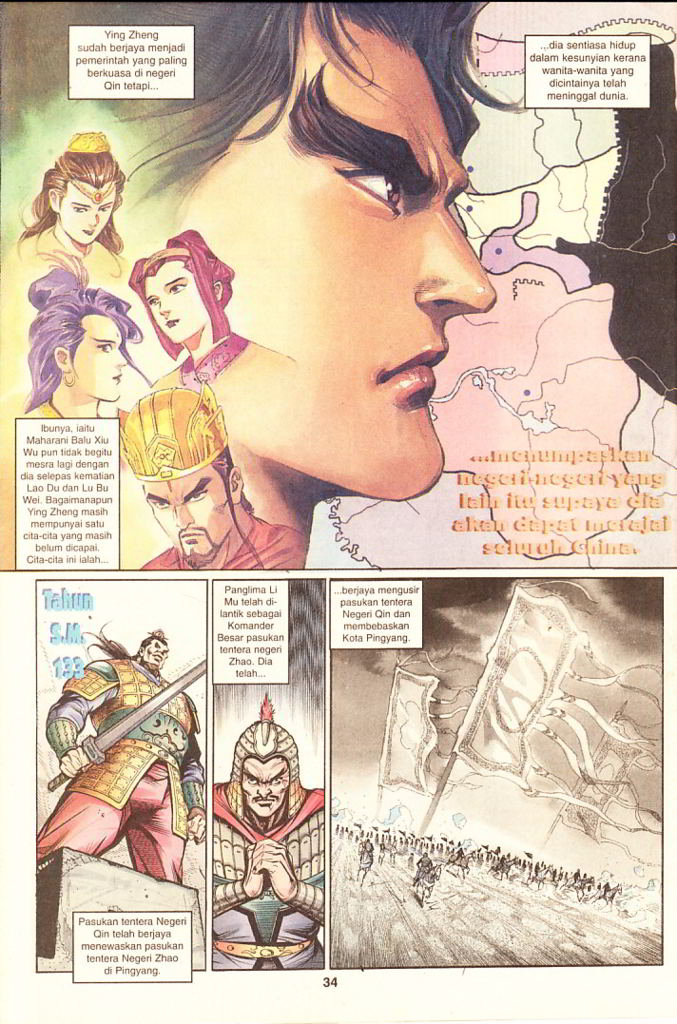 Ying Zheng
sudah berjaya menjadi
pemerintah yang paling
berkuasa di negeri
Qin tetapi...
...dia sentiasa hidup
dalam kesunyian kerana
wanita-wanita yang
dicintainya telah
meninggal dunia.
Ibunya, iaitu
Maharani Balu Xiu
Wu pun tidak begitu
mesra lagi dengan
dia selepas kematian
Lao Du dan Lu Bu
Wei. Bagaimanapun
Ying Zheng masih
mempunyai satu
cita-cita yang masih
belum dicapai.
Cita-cita ini ialah...
...menumpaskan
negeri-negeri yang
lain itu supaya dia
akan dapat merajai
seluruh China.
Tahun
S.M.
133
Pasukan tentera Negeri
Qin telah berjaya
menewaskan pasukan
tentera Negeri Zhao
di Pingyang.
Panglima Li
Mu telah di-
lantik sebagai
Komander
Besar pasukan
tentera negeri
Zhao. Dia
telah...
...berjaya mengusir
pasukan tentera
Negeri Qin dan
membebaskan
Kota Pingyang.
34